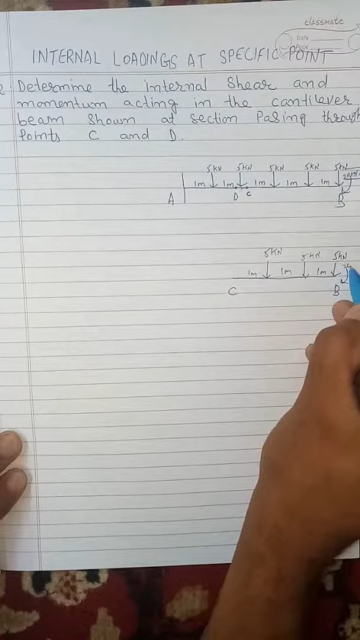 classmate
Date
Page
INTERNAL LOADINGS AT SPECIFIC POINT
Determine the internal Shear and
momentum acting in the cantilever
beam Shown at section Pasing through
Points C and D.
5kN 5kN 5kN 5kN 5kN
1m 1m 1m 1m 1m
A D C B
5kN 5kN 5kN
1m 1m 1m
C B